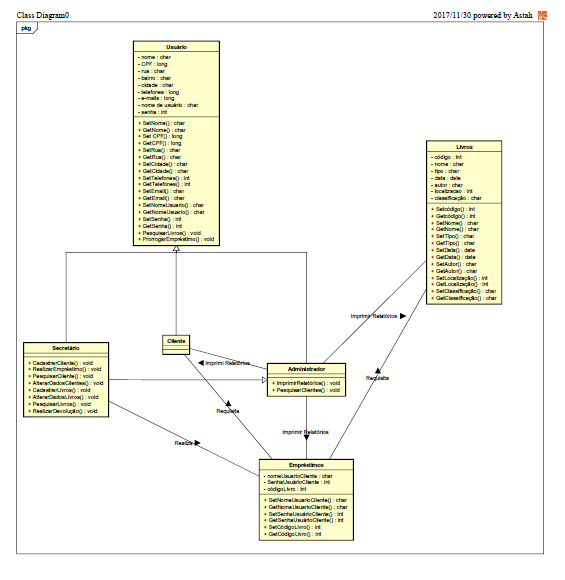 Class Diagram0
2017/11/30 powered by Astah
pkg
Usuário
- nome : char
- CPF : long
- rua : char
- bairro : char
- cidade : char
- telefones : long
- e-mails : long
- nome de usuário : char
- senha : int
+ SetNome() : char
+ GetNome() : char
+ Set CPF() : long
+ GetCPF() : long
+ SetRua() : char
+ GetRua() : char
+ SetCidade() : char
+ GetCidade() : char
+ SetTelefones() : int
+ GetTelefones() : int
+ SetEmail() : char
+ GetEmail() : char
+ SetNomeUsuario() : char
+ GetNomeUsuario() : char
+ SetSenha() : int
+ GetSenha() : int
+ PesquisarLivros() : void
+ ProrrogarEmpréstimo() : void
Livros
- código : int
- nome : char
- tipo : char
- data : date
- autor : char
- localizacao : int
- classificação : char
+ Setcódigo() : int
+ Getcódigo() : int
+ SetNome() : char
+ GetNome() : char
+ SetTipo() : char
+ GetTipo() : char
+ SetData() : date
+ GetData() : date
+ SetAutor() : char
+ GetAutor() : char
+ SetLocalização() : int
+ GetLocalização() : int
+ SetClassificação() : char
+ GetClassificação() : char
Imprimir Relatórios
Secretário
+ CadastrarCliente() : void
+ RealizarEmpréstimo() : void
+ PesquisarCliente() : void
+ AlterarDadosClientes() : void
+ CadastrarLivros() : void
+ AlterarDadosLivros() : void
+ PesquisarLivros() : void
+ RealizarDevolução() : void
Cliente
Imprimi Relatórios
Administrador
+ ImprimirRelatórios() : void
+ PesquisarClientes() : void
Requisita
Requisita
Imprimir Relatórios
Realiza
Empréstimos
- nomeUsuarioCliente : char
- SenhaUsuárioCliente : int
- códigoLivro : int
+ SetNomeUsuarioCliente() : char
+ GetNomeUsuarioCliente() : char
+ SetSenhaUsuárioCliente() : int
+ GetSenhaUsuárioCliente() : int
+ SetCódigoLivro() : int
+ GetCódigoLivro() : int